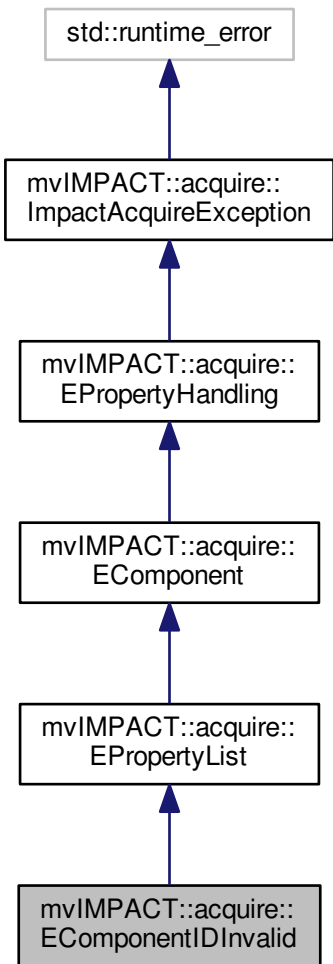 std::runtime_error
mvIMPACT::acquire::
ImpactAcquireException
mvIMPACT::acquire::
EPropertyHandling
mvIMPACT::acquire::
EComponent
mvIMPACT::acquire::
EPropertyList
mvIMPACT::acquire::
EComponentIDInvalid